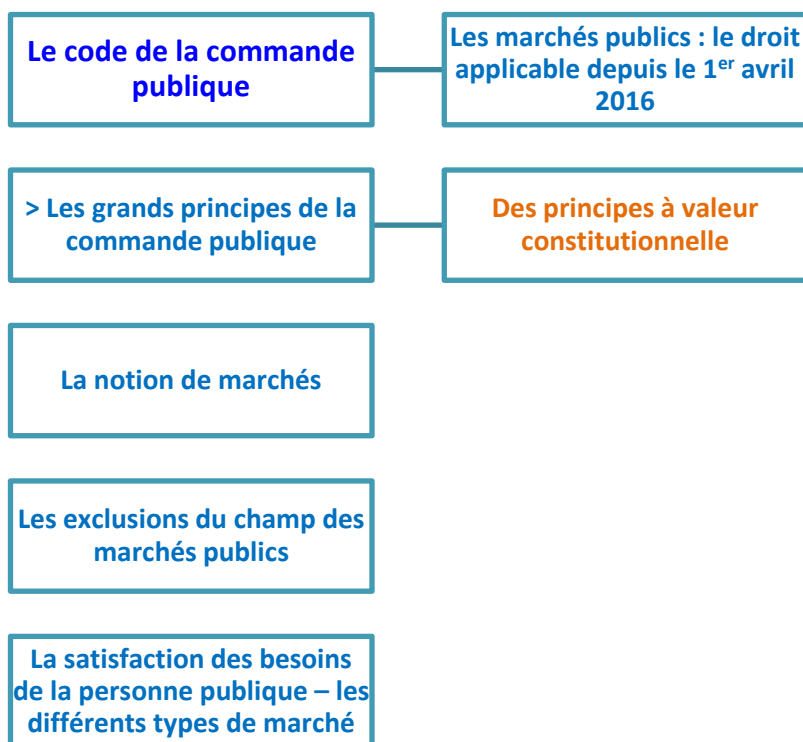 Le code de la commande
publique
Les marchés publics : le droit
applicable depuis le 1er avril
2016
> Les grands principes de la
commande publique
Des principes à valeur
constitutionnelle
La notion de marchés
Les exclusions du champ des
marchés publics
La satisfaction des besoins
de la personne publique – les
différents types de marché